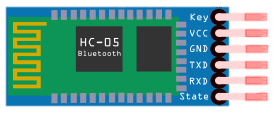 HC-05
Bluetooth
Key
VCC
GND
TXD
RXD
State